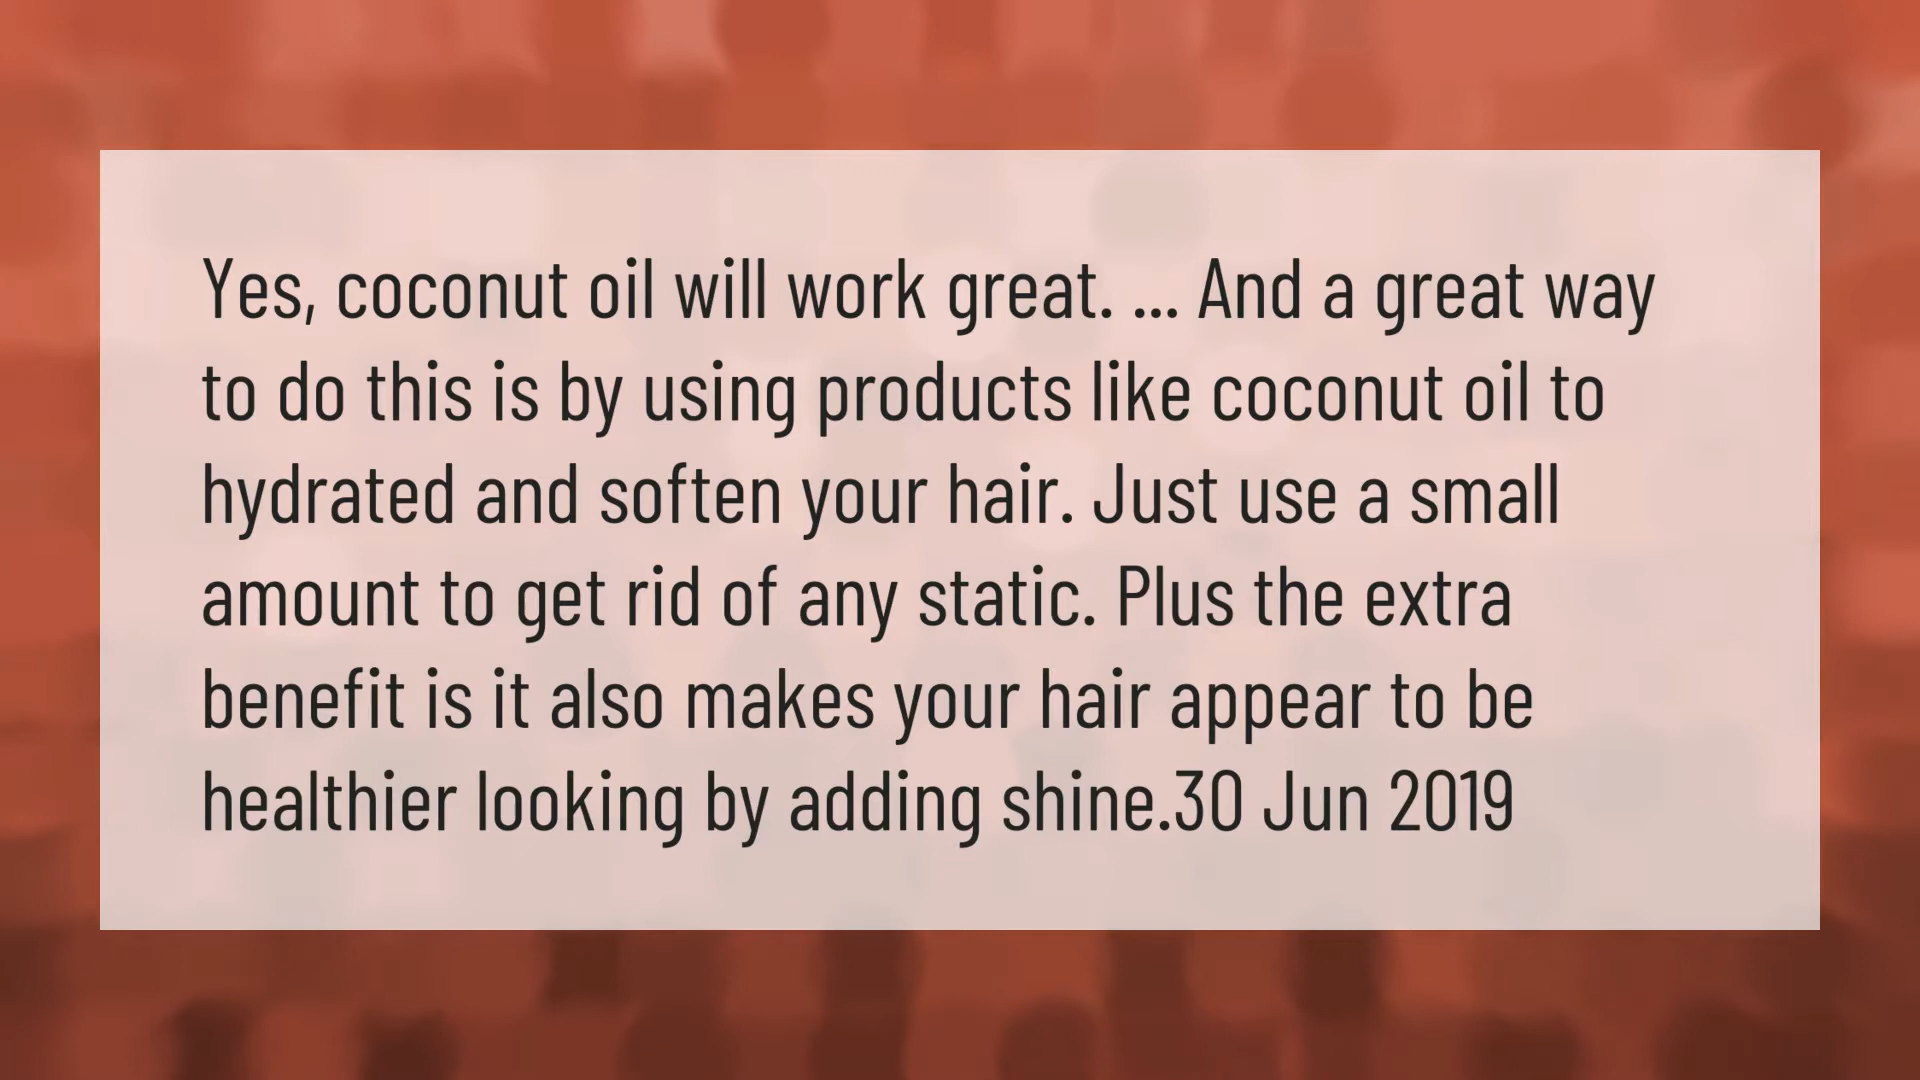 Yes, coconut oil will work great. ... And a great way
to do this is by using products like coconut oil to
hydrated and soften your hair. Just use a small
amount to get rid of any static. Plus the extra
benefit is it also makes your hair appear to be
healthier looking by adding shine.30 Jun 2019